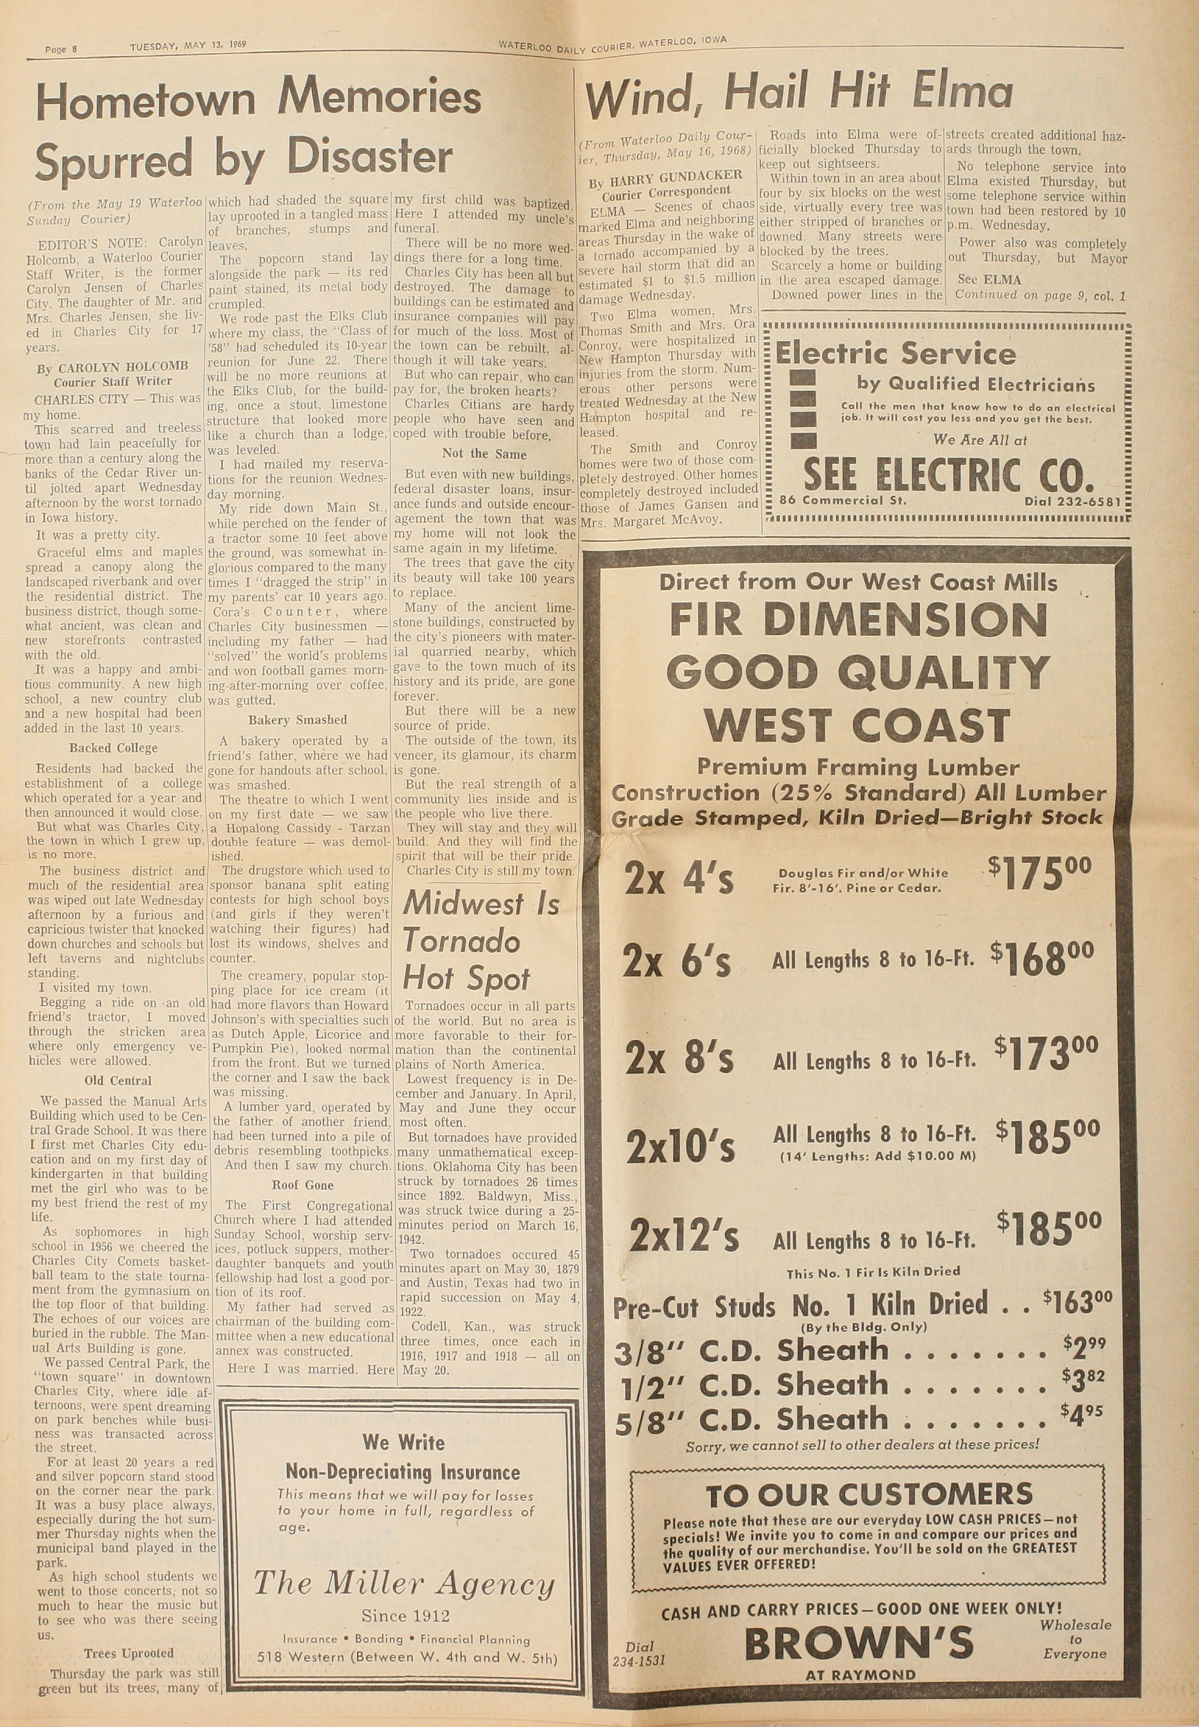 Page 8
TUESDAY, MAY 13, 1969
WATERLOO DAILY COURIER, WATERLOO, IOWA
Hometown Memories
Spurred by Disaster
(From the May 19 Waterloo
Sunday Courier)
EDITOR'S NOTE: Carolyn
Holcomb, a Waterloo Courier
Staff Writer, is the former
Carolyn Jensen of Charles
City. The daughter of Mr. and
Mrs. Charles Jensen, she liv-
ed in Charles City for 17
years.
By CAROLYN HOLCOMB
Courier Staff Writer
CHARLES CITY — This was
my home.
This scarred and treeless
town had lain peacefully for
more than a century along the
banks of the Cedar River un-
til jolted apart Wednesday
afternoon by the worst tornado
in Iowa history.
It was a pretty city.
Graceful elms and maples
spread a canopy along the
landscaped riverbank and over
the residential district. The
business district, though some-
what ancient, was clean and
new storefronts contrasted
with the old.
It was a happy and ambi-
tious community. A new high
school, a new country club
and a new hospital had been
added in the last 10 years.
Backed College
Residents had backed the
establishment of a college
which operated for a year and
then announced it would close.
But what was Charles City,
the town in which I grew up,
is no more.
The business district and
much of the residential area
was wiped out late Wednesday
afternoon by a furious and
capricious twister that knocked
down churches and schools but
left taverns and nightclubs
standing.
I visited my town.
Begging a ride on an old
friend's tractor, I moved
through the stricken area
where only emergency ve-
hicles were allowed.
Old Central
We passed the Manual Arts
Building which used to be Cen-
tral Grade School. It was there
I first met Charles City edu-
cation and on my first day of
kindergarten in that building
met the girl who was to be
my best friend the rest of my
life.
As sophomores in high
school in 1956 we cheered the
Charles City Comets basket-
ball team to the state tourna-
ment from the gymnasium on
the top floor of that building.
The echoes of our voices are
buried in the rubble. The Man-
ual Arts Building is gone.
We passed Central Park, the
"town square" in downtown
Charles City, where idle af-
ternoons, were spent dreaming
on park benches while busi-
ness was transacted across
the street.
For at least 20 years a red
and silver popcorn stand stood
on the corner near the park.
It was a busy place always,
especially during the hot sum-
mer Thursday nights when the
municipal band played in the
park.
As high school students we
went to those concerts, not so
much to hear the music but
to see who was there seeing
us.
Trees Uprooted
Thursday the park was still
green but its trees, many of
which had shaded the square
lay uprooted in a tangled mass
of branches, stumps and
leaves.
The popcorn stand lay
alongside the park — its red
paint stained, its metal body
crumpled.
We rode past the Elks Club
where my class, the "Class of
'58" had scheduled its 10-year
reunion for June 22. There
will be no more reunions at
the Elks Club, for the build-
ing, once a stout, limestone
structure that looked more
like a church than a lodge,
was leveled.
I had mailed my reserva-
tions for the reunion Wednes-
day morning.
My ride down Main St.,
while perched on the fender of
a tractor some 10 feet above
the ground, was somewhat in-
glorious compared to the many
times I "dragged the strip" in
my parents' car 10 years ago.
Cora's Counter, where
Charles City businessmen —
including my father — had
"solved" the world's problems
and won football games morn-
ing-after-morning over coffee,
was gutted.
Bakery Smashed
A bakery operated by a
friend's father, where we had
gone for handouts after school,
was smashed.
The theatre to which I went
on my first date — we saw
a Hopalong Cassidy - Tarzan
double feature — was demol-
ished.
The drugstore which used to
sponsor banana split eating
contests for high school boys
(and girls if they weren't
watching their figures) had
lost its windows, shelves and
counter.
The creamery, popular stop-
ping place for ice cream (it
had more flavors than Howard
Johnson's with specialties such
as Dutch Apple, Licorice and
Pumpkin Pie), looked normal
from the front. But we turned
the corner and I saw the back
was missing.
A lumber yard, operated by
the father of another friend,
had been turned into a pile of
debris resembling toothpicks.
And then I saw my church.
Roof Gone
The First Congregational
Church where I had attended
Sunday School, worship serv-
ices, potluck suppers, mother-
daughter banquets and youth
fellowship had lost a good por-
tion of its roof.
My father had served as
chairman of the building com-
mittee when a new educational
annex was constructed.
Here I was married. Here
my first child was baptized.
Here I attended my uncle's
funeral.
There will be no more wed-
dings there for a long time.
Charles City has been all but
destroyed. The damage to
buildings can be estimated and
insurance companies will pay
for much of the loss. Most of
the town can be rebuilt, al-
though it will take years.
But who can repair, who can
pay for, the broken hearts?
Charles Citians are hardy
people who have seen and
coped with trouble before,
Not the Same
But even with new buildings,
federal disaster loans, insur-
ance funds and outside encour-
agement the town that was
my home will not look the
same again in my lifetime.
The trees that gave the city
its beauty will take 100 years
to replace.
Many of the ancient lime-
stone buildings, constructed by
the city's pioneers with mater-
ial quarried nearby, which
gave to the town much of its
history and its pride, are gone
forever.
But there will be a new
source of pride.
The outside of the town, its
veneer, its glamour, its charm
is gone.
But the real strength of a
community lies inside and is
the people who live there.
They will stay and they will
build. And they will find the
spirit that will be their pride.
Charles City is still my town.
Midwest Is
Tornado
Hot Spot
Tornadoes occur in all parts
of the world. But no area is
more favorable to their for-
mation than the continental
plains of North America.
Lowest frequency is in De-
cember and January. In April,
May and June they occur
most often.
But tornadoes have provided
many unmathematical excep-
tions. Oklahoma City has been
struck by tornadoes 26 times
since 1892. Baldwyn, Miss.,
was struck twice during a 25-
minutes period on March 16,
1942.
Two tornadoes occured 45
minutes apart on May 30, 1879
and Austin, Texas had two in
rapid succession on May 4,
1922.
Codell, Kan., was struck
three times, once each in
1916, 1917 and 1918 — all on
May 20.
We Write
Non-Depreciating Insurance
This means that we will pay for losses
to your home in full, regardless of
age.
The Miller Agency
Since 1912
Insurance • Bonding • Financial Planning
518 Western (Between W. 4th and W. 5th)
Wind, Hail Hit Elma
(From Waterloo Daily Cour-
ier, Thursday, May 16, 1968)
By HARRY GUNDACKER
Courier Correspondent
ELMA — Scenes of chaos
marked Elma and neighboring
areas Thursday in the wake of
a tornado accompanied by a
severe hail storm that did an
estimated $1 to $1.5 million
damage Wednesday.
Two Elma women, Mrs.
Thomas Smith and Mrs. Ora
Conroy, were hospitalized in
New Hampton Thursday with
injuries from the storm. Num-
erous other persons were
treated Wednesday at the New
Hampton hospital and re-
leased.
The Smith and Conroy
homes were two of those com-
pletely destroyed. Other homes
completely destroyed included
those of James Gansen and
Mrs. Margaret McAvoy.
Roads into Elma were of-
ficially blocked Thursday to
keep out sightseers.
Within town in an area about
four by six blocks on the west
side, virtually every tree was
either stripped of branches or
downed. Many streets were
blocked by the trees.
Scarcely a home or building
in the area escaped damage.
Downed power lines in the
streets created additional haz-
ards through the town.
No telephone service into
Elma existed Thursday, but
some telephone service within
town had been restored by 10
p.m. Wednesday.
Power also was completely
out Thursday, but Mayor
See ELMA
Continued on page 9, col. 1
Electric Service
by Qualified Electricians
Call the men that know how to do an electrical
job. It will cost you less and you get the best.
We Are All at
SEE ELECTRIC CO.
86 Commercial St. Dial 232-6581
Direct from Our West Coast Mills
FIR DIMENSION
GOOD QUALITY
WEST COAST
Premium Framing Lumber
Construction (25% Standard) All Lumber
Grade Stamped, Kiln Dried—Bright Stock
2x 4's Douglas Fir and/or White $175 00
Fir. 8'-16'. Pine or Cedar.
2x 6's All Lengths 8 to 16-Ft. $168 00
2x 8's All Lengths 8 to 16-Ft. $173 00
2x10's All Lengths 8 to 16-Ft. $185 00
(14' Lengths: Add $10.00 M)
2x12's All Lengths 8 to 16-Ft. $185 00
This No. 1 Fir Is Kiln Dried
Pre-Cut Studs No. 1 Kiln Dried . . $163 00
(By the Bldg. Only)
3/8" C.D. Sheath . . . . . . . $2 99
1/2" C.D. Sheath . . . . . . . $3 82
5/8" C.D. Sheath . . . . . . . $4 95
Sorry, we cannot sell to other dealers at these prices!
TO OUR CUSTOMERS
Please note that these are our everyday LOW CASH PRICES—not
specials! We invite you to come in and compare our prices and
the quality of our merchandise. You'll be sold on the GREATEST
VALUES EVER OFFERED!
CASH AND CARRY PRICES—GOOD ONE WEEK ONLY!
Dial
234-1531
BROWN'S
AT RAYMOND
Wholesale
to
Everyone